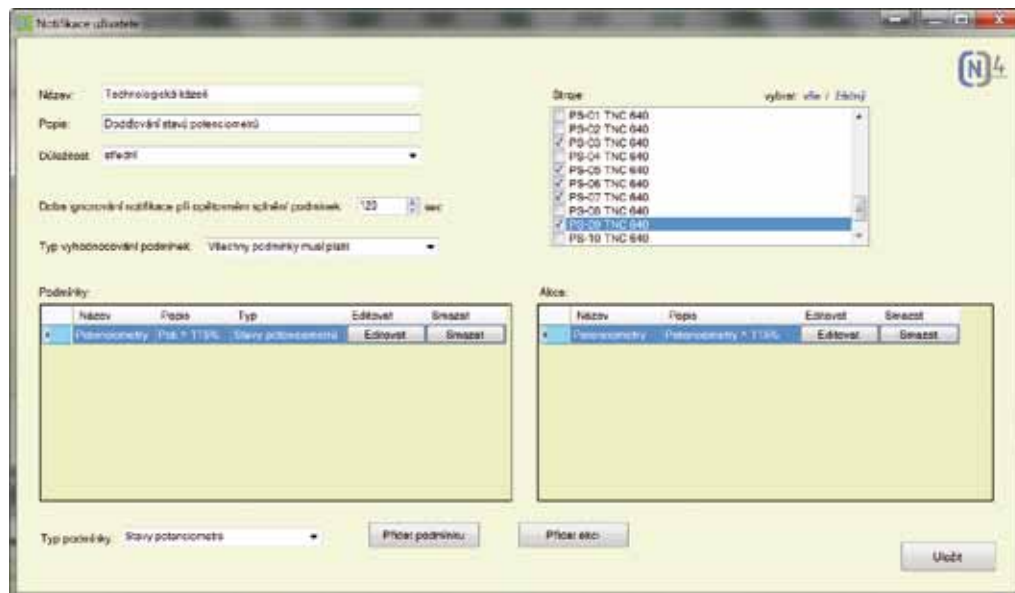 Notifikace uživatele
[N]4
Název: Technologická kázeň
Popis: Dodržování stavů potenciometrů
Důležitost: střední
Doba ignorování notifikace při opětovném splnění podmínek: 120 sec
Typ vyhodnocování podmínek: Všechny podmínky musí platit
Stroje: vybrat: vše / žádný
PS-01 TNC 640
PS-02 TNC 640
PS-03 TNC 640
PS-04 TNC 640
PS-05 TNC 640
PS-06 TNC 640
PS-07 TNC 640
PS-08 TNC 640
PS-09 TNC 640
PS-10 TNC 640
Podmínky:
Název Popis Typ Editovat Smazat
Potenciometry Stavy potenciometrů Editovat Smazat
Akce:
Název Popis Editovat Smazat
Potenciometry Potenciometry Editovat Smazat
Typ podmínky: Stavy potenciometrů
Přidat podmínku
Přidat akci
Uložit